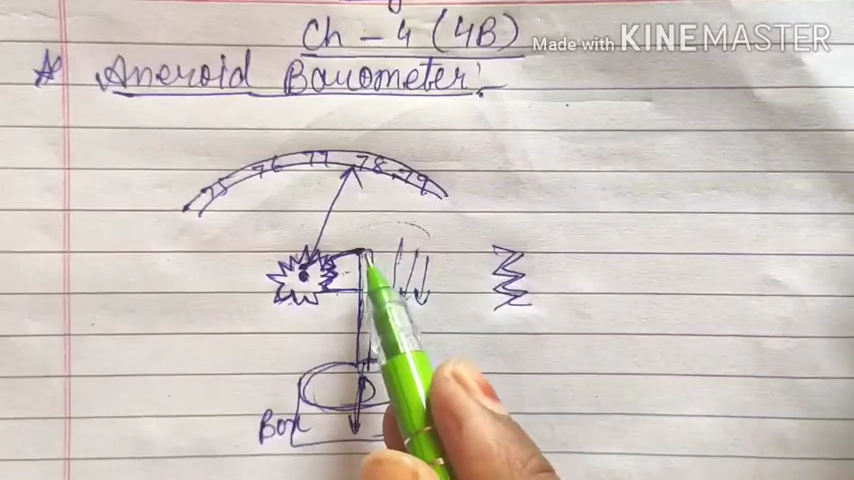 Ch - 4 (4B)
Made with KINEMASTER
* Aneroid Barometer:-
75 76 77 78 79
Box